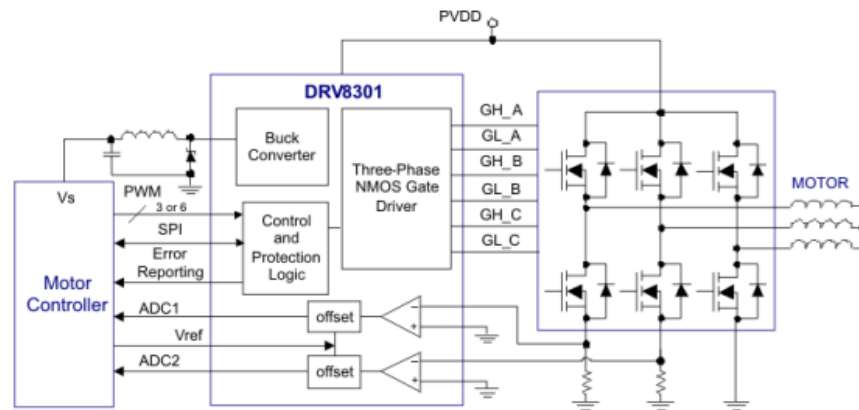 PVDD
DRV8301
Buck
Converter
Three-Phase
NMOS Gate
Driver
GH_A
GL_A
GH_B
GL_B
GH_C
GL_C
MOTOR
Vs
PWM
3 or 6
SPI
Error
Reporting
Control
and
Protection
Logic
Motor
Controller
ADC1
Vref
ADC2
offset
offset
−
+
−
+